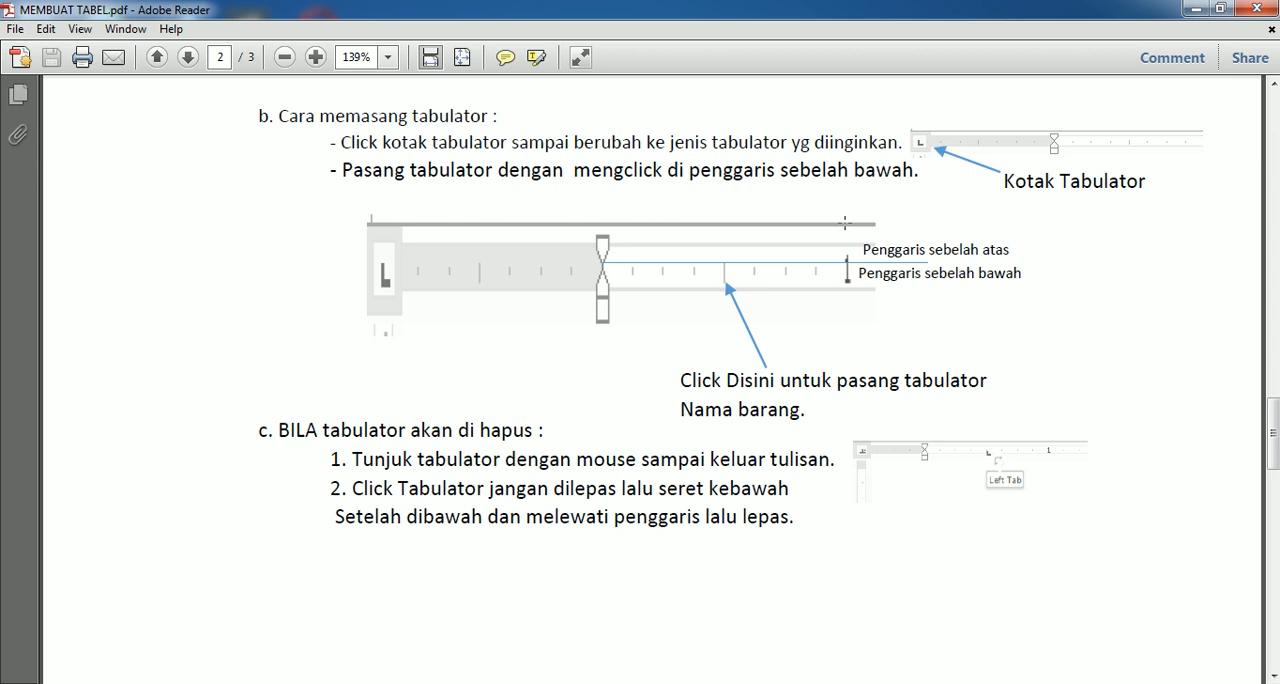 MEMBUAT TABEL.pdf - Adobe Reader
File Edit View Window Help
2 / 3 139% Comment Share
b. Cara memasang tabulator :
- Click kotak tabulator sampai berubah ke jenis tabulator yg diinginkan.
- Pasang tabulator dengan mengclick di penggaris sebelah bawah.
Kotak Tabulator
Penggaris sebelah atas
Penggaris sebelah bawah
Click Disini untuk pasang tabulator
Nama barang.
c. BILA tabulator akan di hapus :
1. Tunjuk tabulator dengan mouse sampai keluar tulisan.
1
Left Tab
2. Click Tabulator jangan dilepas lalu seret kebawah
Setelah dibawah dan melewati penggaris lalu lepas.